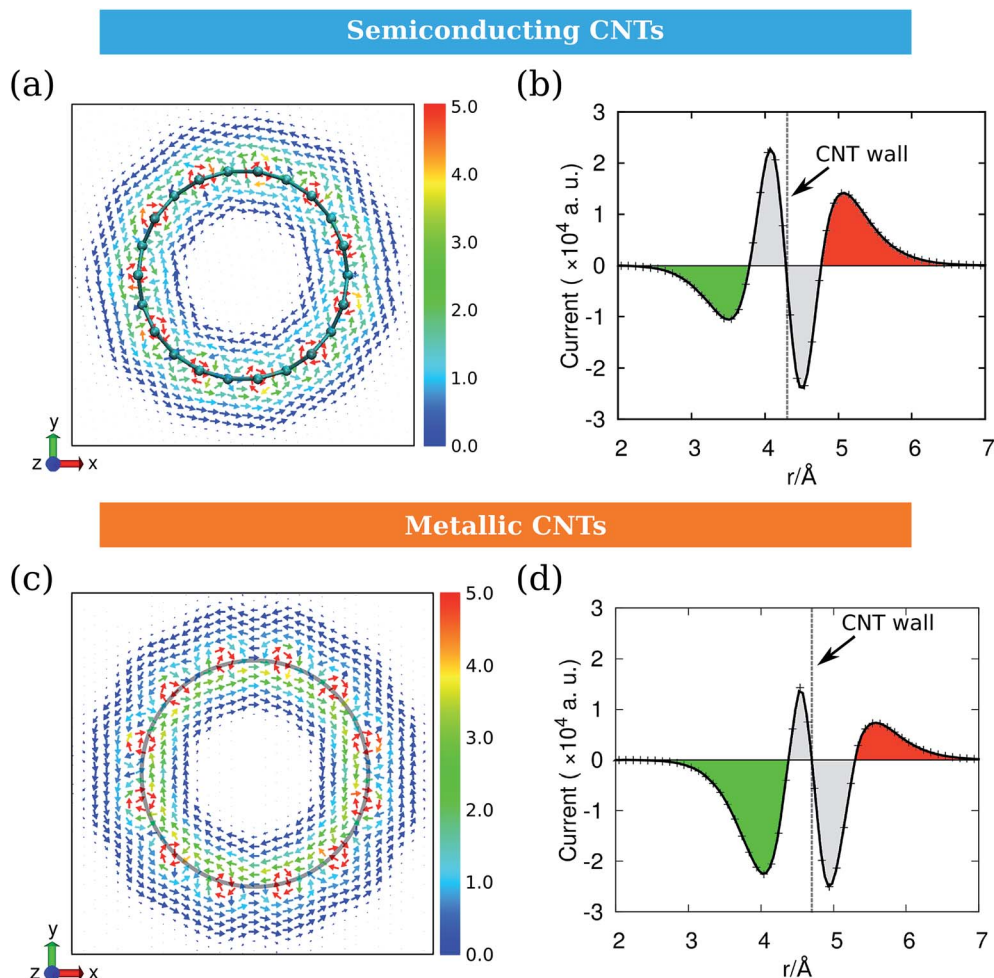 Semiconducting CNTs
(a)
5.0
4.0
3.0
2.0
1.0
0.0
y
z
x
(b)
3
2
1
0
-1
-2
-3
Current ( ×10⁴ a. u.)
CNT wall
2 3 4 5 6 7
r/Å
Metallic CNTs
(c)
5.0
4.0
3.0
2.0
1.0
0.0
y
z
x
(d)
3
2
1
0
-1
-2
-3
Current ( ×10⁴ a. u.)
CNT wall
2 3 4 5 6 7
r/Å